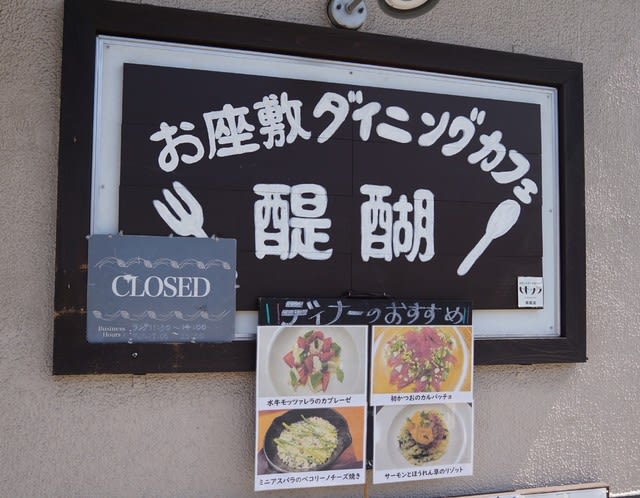 お座敷ダイニングカフェ
醍醐
CLOSED
Business
Hours
ディナーのおすすめ
水牛モッツァレラのカプレーゼ
初かつおのカルパッチョ
ミニアスパラのペコリーノチーズ焼き
サーモンとほうれん草のリゾット